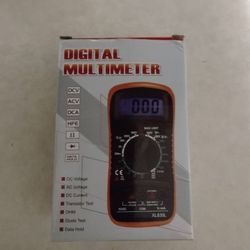 DIGITAL
MULTIMETER
DCV
ACV
DCA
hFE
000
XL830L
DC Voltage
AC Voltage
DC Current
Transistor Test
OHM
Diode Test
Data Hold